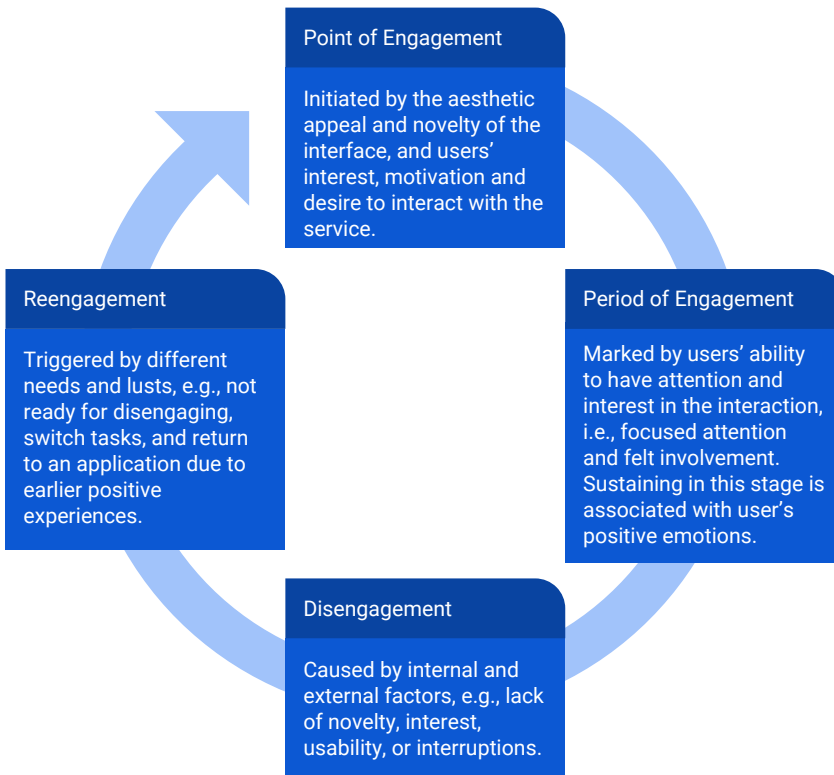 Point of Engagement
Initiated by the aesthetic
appeal and novelty of the
interface, and users’
interest, motivation and
desire to interact with the
service.
Reengagement
Triggered by different
needs and lusts, e.g., not
ready for disengaging,
switch tasks, and return
to an application due to
earlier positive
experiences.
Period of Engagement
Marked by users’ ability
to have attention and
interest in the interaction,
i.e., focused attention
and felt involvement.
Sustaining in this stage is
associated with user’s
positive emotions.
Disengagement
Caused by internal and
external factors, e.g., lack
of novelty, interest,
usability, or interruptions.